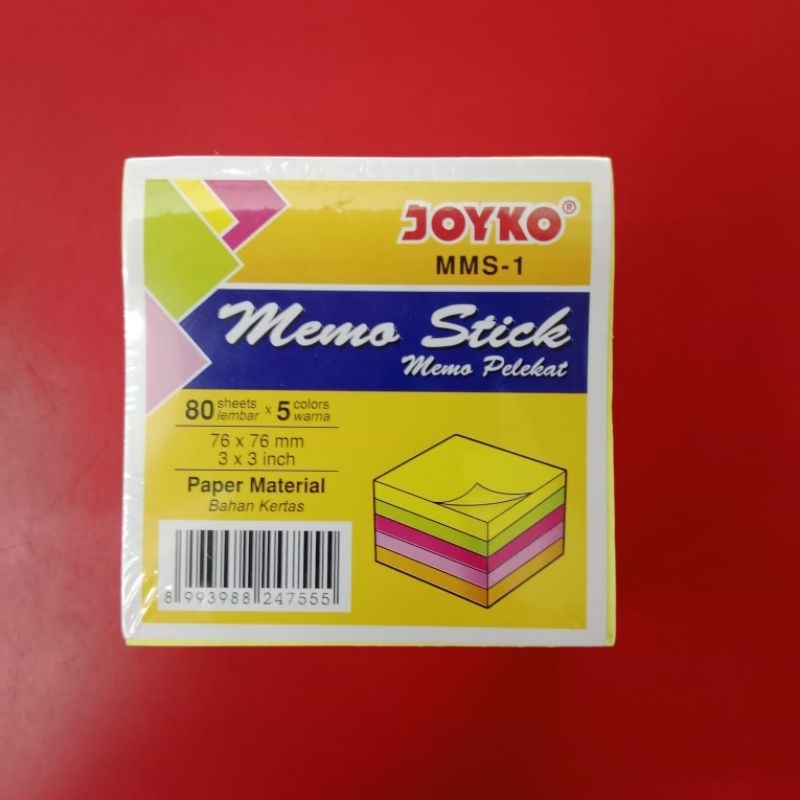 JOYKO®
MMS-1
Memo Stick
Memo Pelekat
80 sheets lembar x 5 colors warna
76 x 76 mm
3 x 3 inch
Paper Material
Bahan Kertas
8 993988 247555